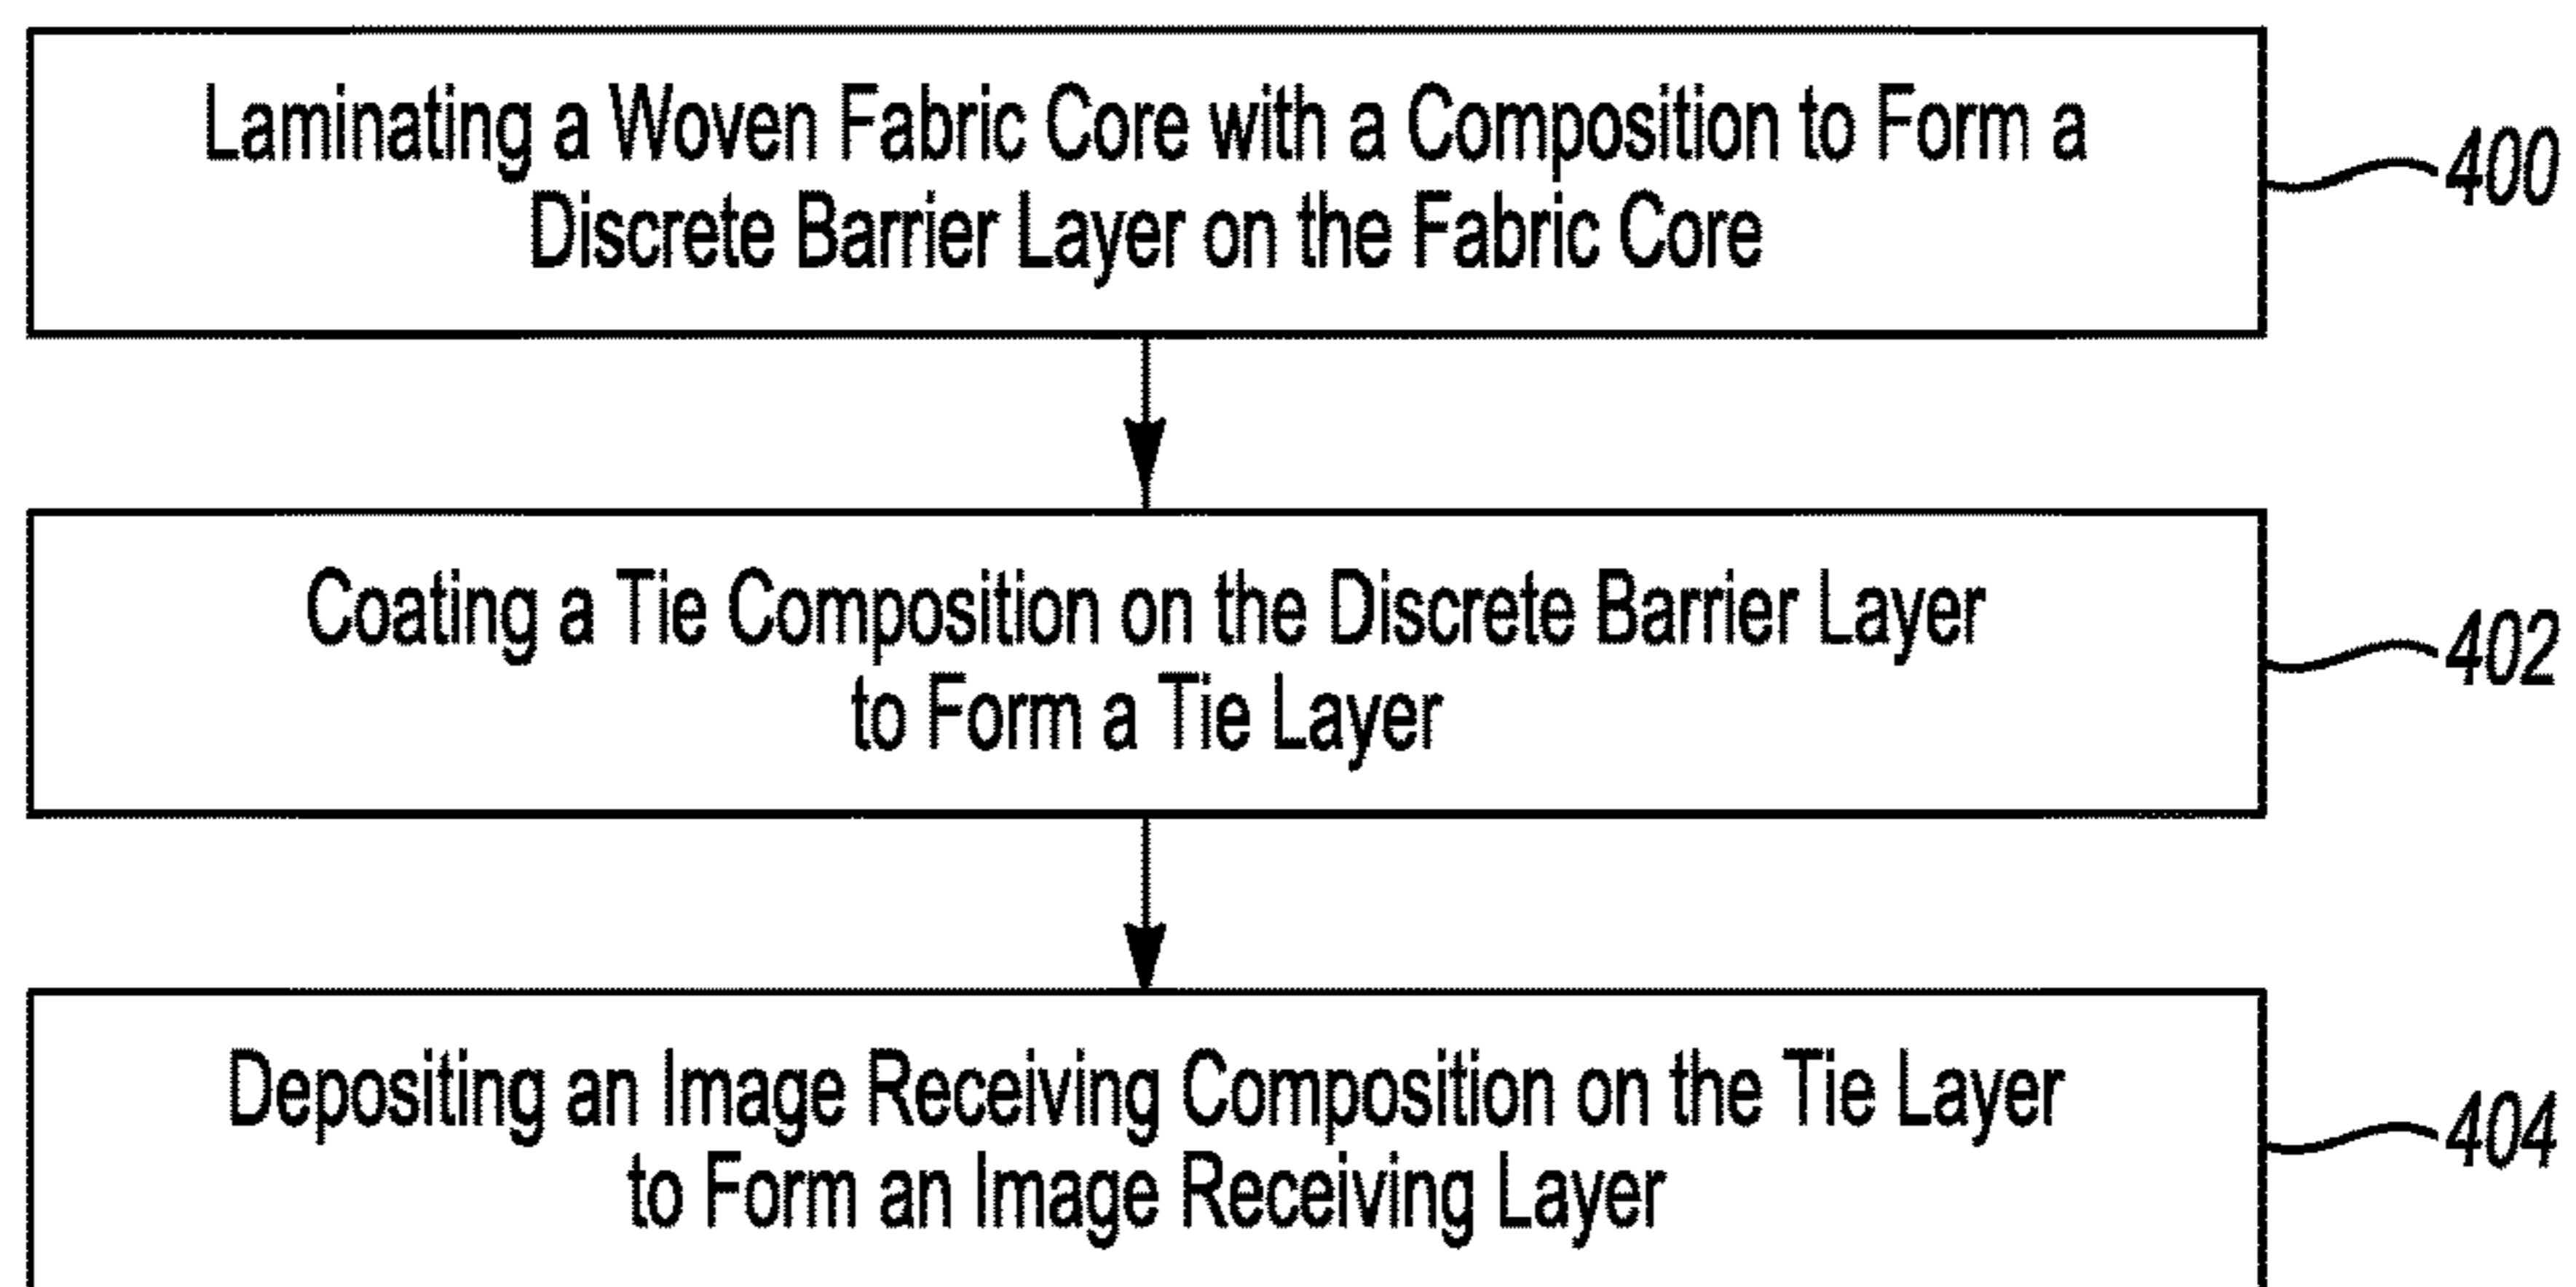 Laminating a Woven Fabric Core with a Composition to Form a
Discrete Barrier Layer on the Fabric Core
400
Coating a Tie Composition on the Discrete Barrier Layer
to Form a Tie Layer
402
Depositing an Image Receiving Composition on the Tie Layer
to Form an Image Receiving Layer
404